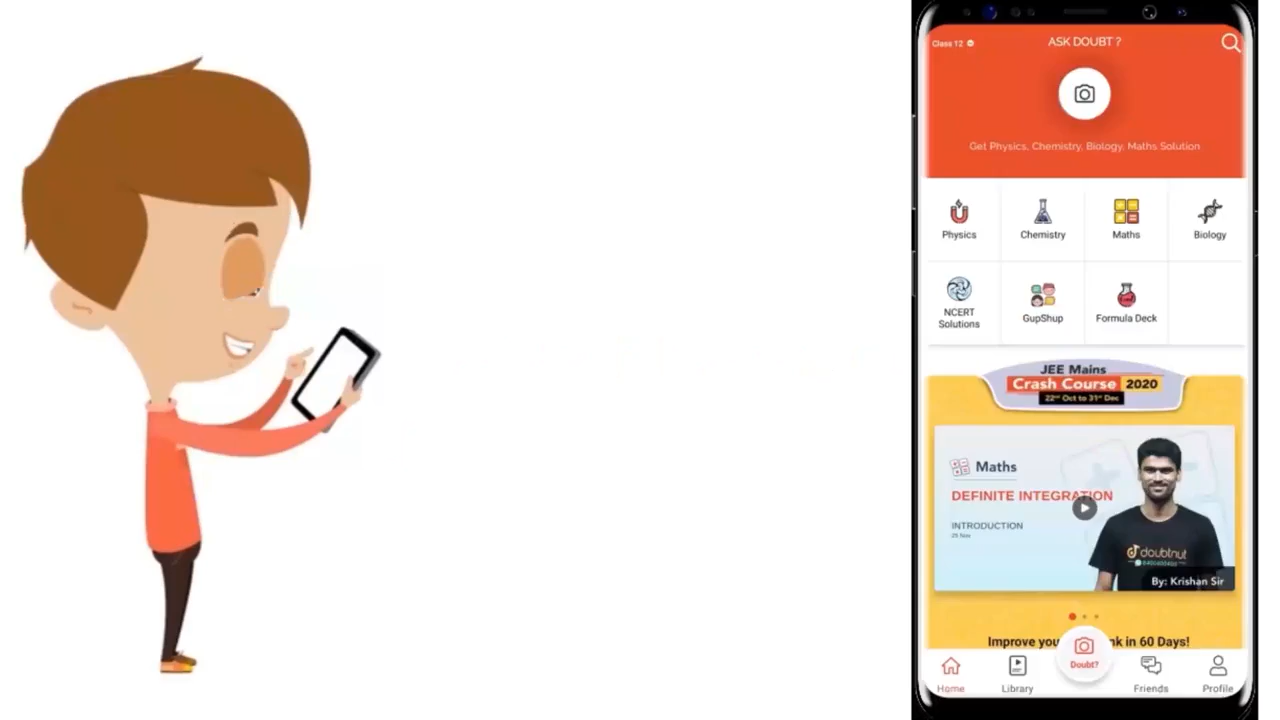 Class 12
ASK DOUBT ?
Get Physics, Chemistry, Biology, Maths Solution
Physics
Chemistry
Maths
Biology
NCERT
Solutions
GupShup
Formula Deck
JEE Mains
Crash Course 2020
22nd Oct to 31st Dec
Maths
DEFINITE INTEGRATION
INTRODUCTION
doubtnut
By: Krishan Sir
Improve you nk in 60 Days!
Doubt?
Home
Library
Friends
Profile